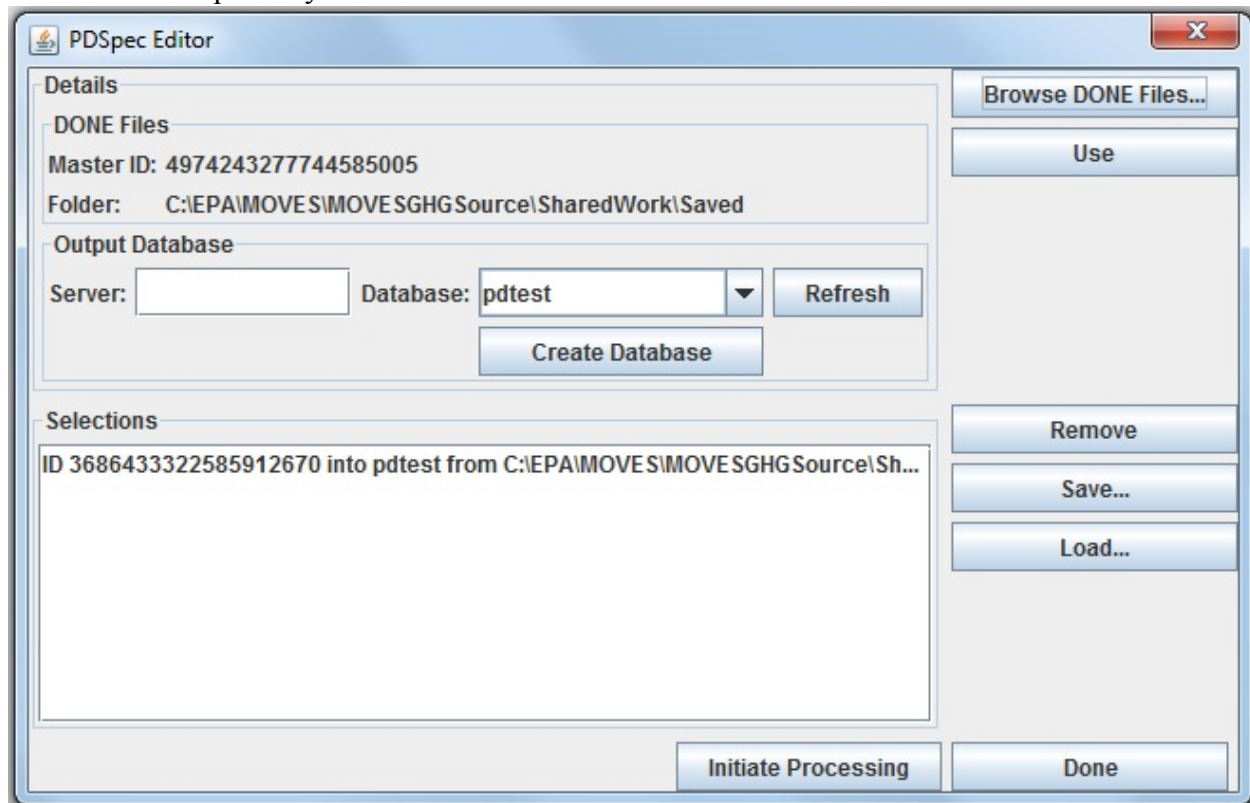 PDSpec Editor
Details
Browse DONE Files...
DONE Files
Master ID: 4974243277744585005
Use
Folder: C:\EPA\MOVES\MOVESGHGSource\SharedWork\Saved
Output Database
Server: Database: pdtest Refresh
Create Database
Selections
Remove
ID 3686433322585912670 into pdtest from C:\EPA\MOVES\MOVESGHGSource\Sh...
Save...
Load...
Initiate Processing Done